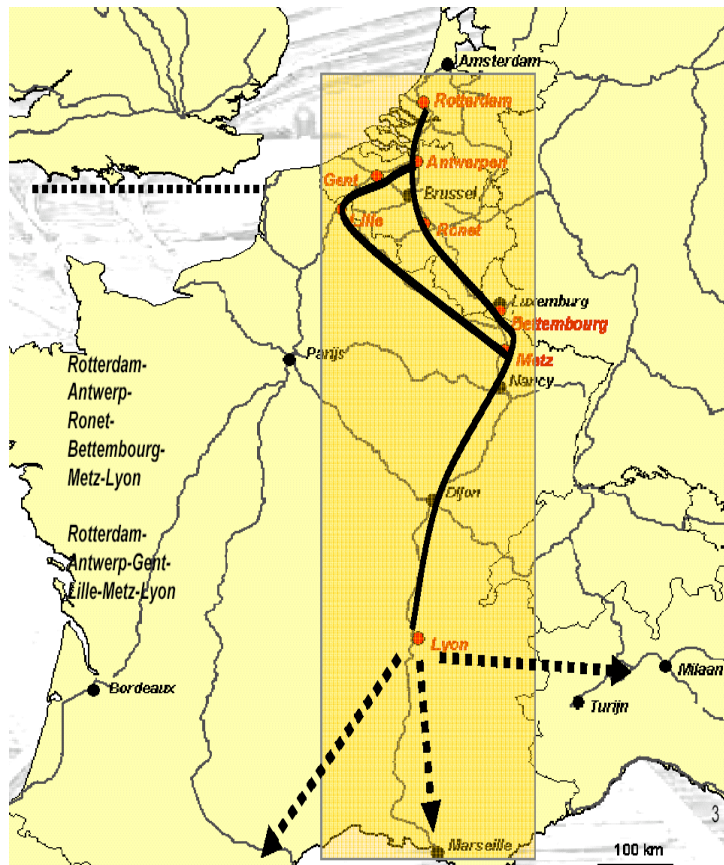 Amsterdam
Rotterdam
Antwerpen
Gent
Brussel
Lille
Ronet
Luxemburg
Bettembourg
Metz
Parijs
Nancy
Rotterdam-
Antwerp-
Ronet-
Bettembourg-
Metz-Lyon
Dijon
Rotterdam-
Antwerp-Gent-
Lille-Metz-Lyon
Lyon
Milaan
Bordeaux
Turijn
3
Marseille
100 km